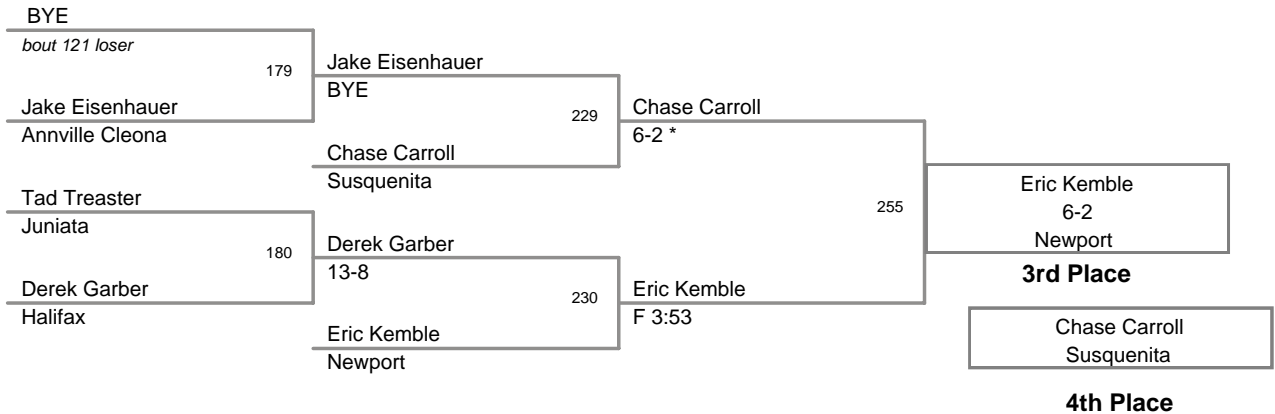 BYE
bout 121 loser
179
Jake Eisenhauer
Annville Cleona
Tad Treaster
Juniata
180
Derek Garber
Halifax
Jake Eisenhauer
BYE
229
Chase Carroll
Susquenita
Derek Garber
13-8
230
Eric Kemble
Newport
Chase Carroll
6-2 *
255
Eric Kemble
F 3:53
Eric Kemble
6-2
Newport
3rd Place
Chase Carroll
Susquenita
4th Place